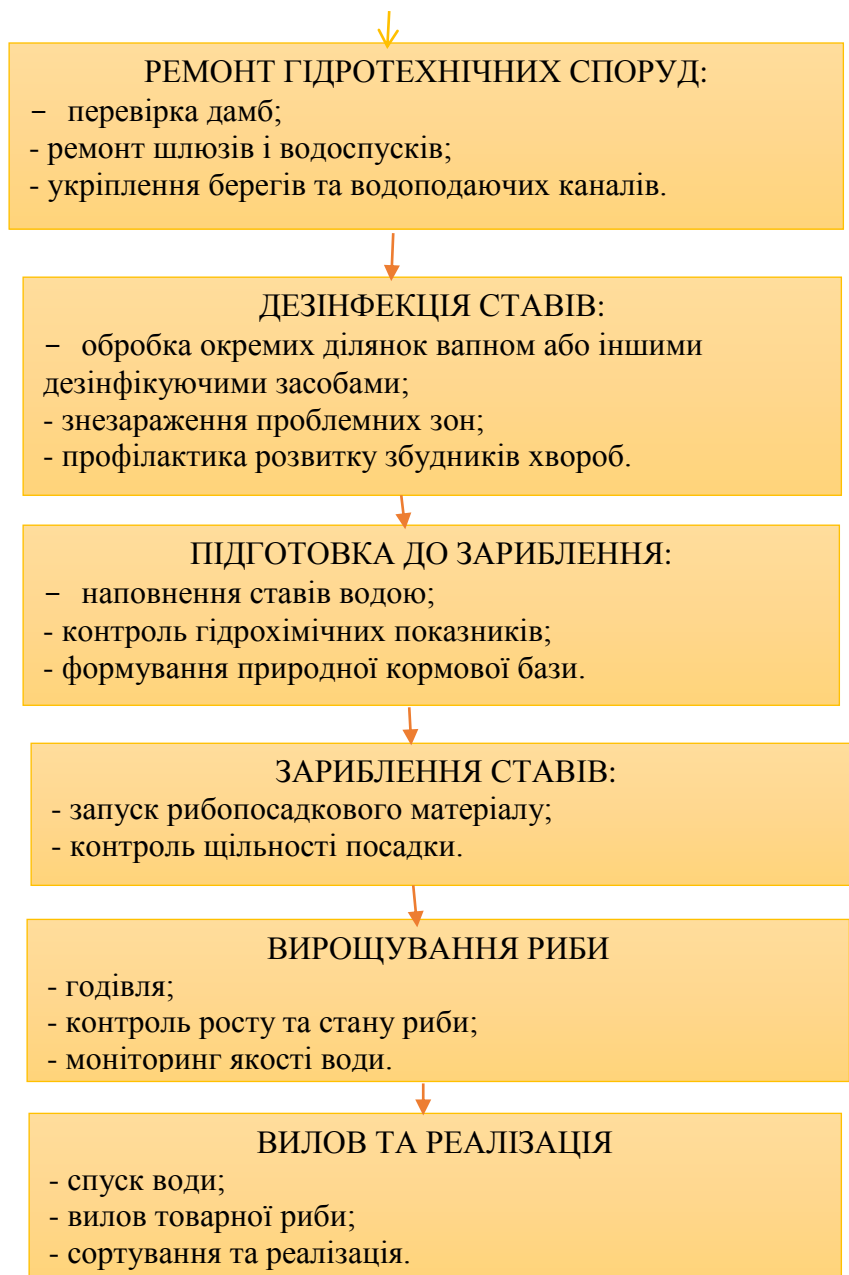 РЕМОНТ ГІДРОТЕХНІЧНИХ СПОРУД:
− перевірка дамб;
- ремонт шлюзів і водоспусків;
- укріплення берегів та водоподаючих каналів.
ДЕЗІНФЕКЦІЯ СТАВІВ:
− обробка окремих ділянок вапном або іншими
дезінфікуючими засобами;
- знезараження проблемних зон;
- профілактика розвитку збудників хвороб.
ПІДГОТОВКА ДО ЗАРИБЛЕННЯ:
− наповнення ставів водою;
- контроль гідрохімічних показників;
- формування природної кормової бази.
ЗАРИБЛЕННЯ СТАВІВ:
- запуск рибопосадкового матеріалу;
- контроль щільності посадки.
ВИРОЩУВАННЯ РИБИ
- годівля;
- контроль росту та стану риби;
- моніторинг якості води.
ВИЛОВ ТА РЕАЛІЗАЦІЯ
- спуск води;
- вилов товарної риби;
- сортування та реалізація.